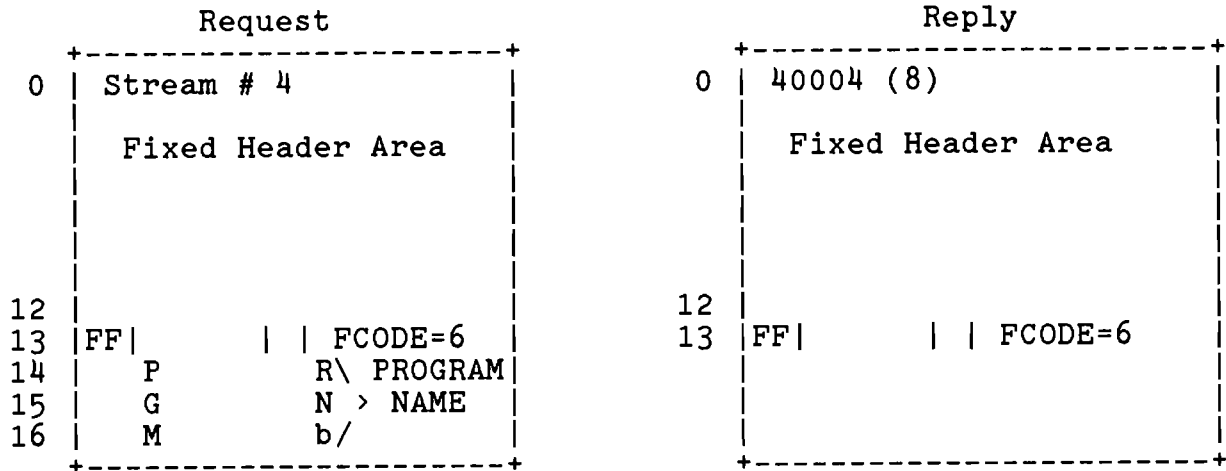 Request Reply
0 Stream # 4 0 40004 (8)
Fixed Header Area Fixed Header Area
12 12
13 |FF| | | FCODE=6 13 |FF| | | FCODE=6
14 P R\ PROGRAM
15 G N > NAME
16 M b/